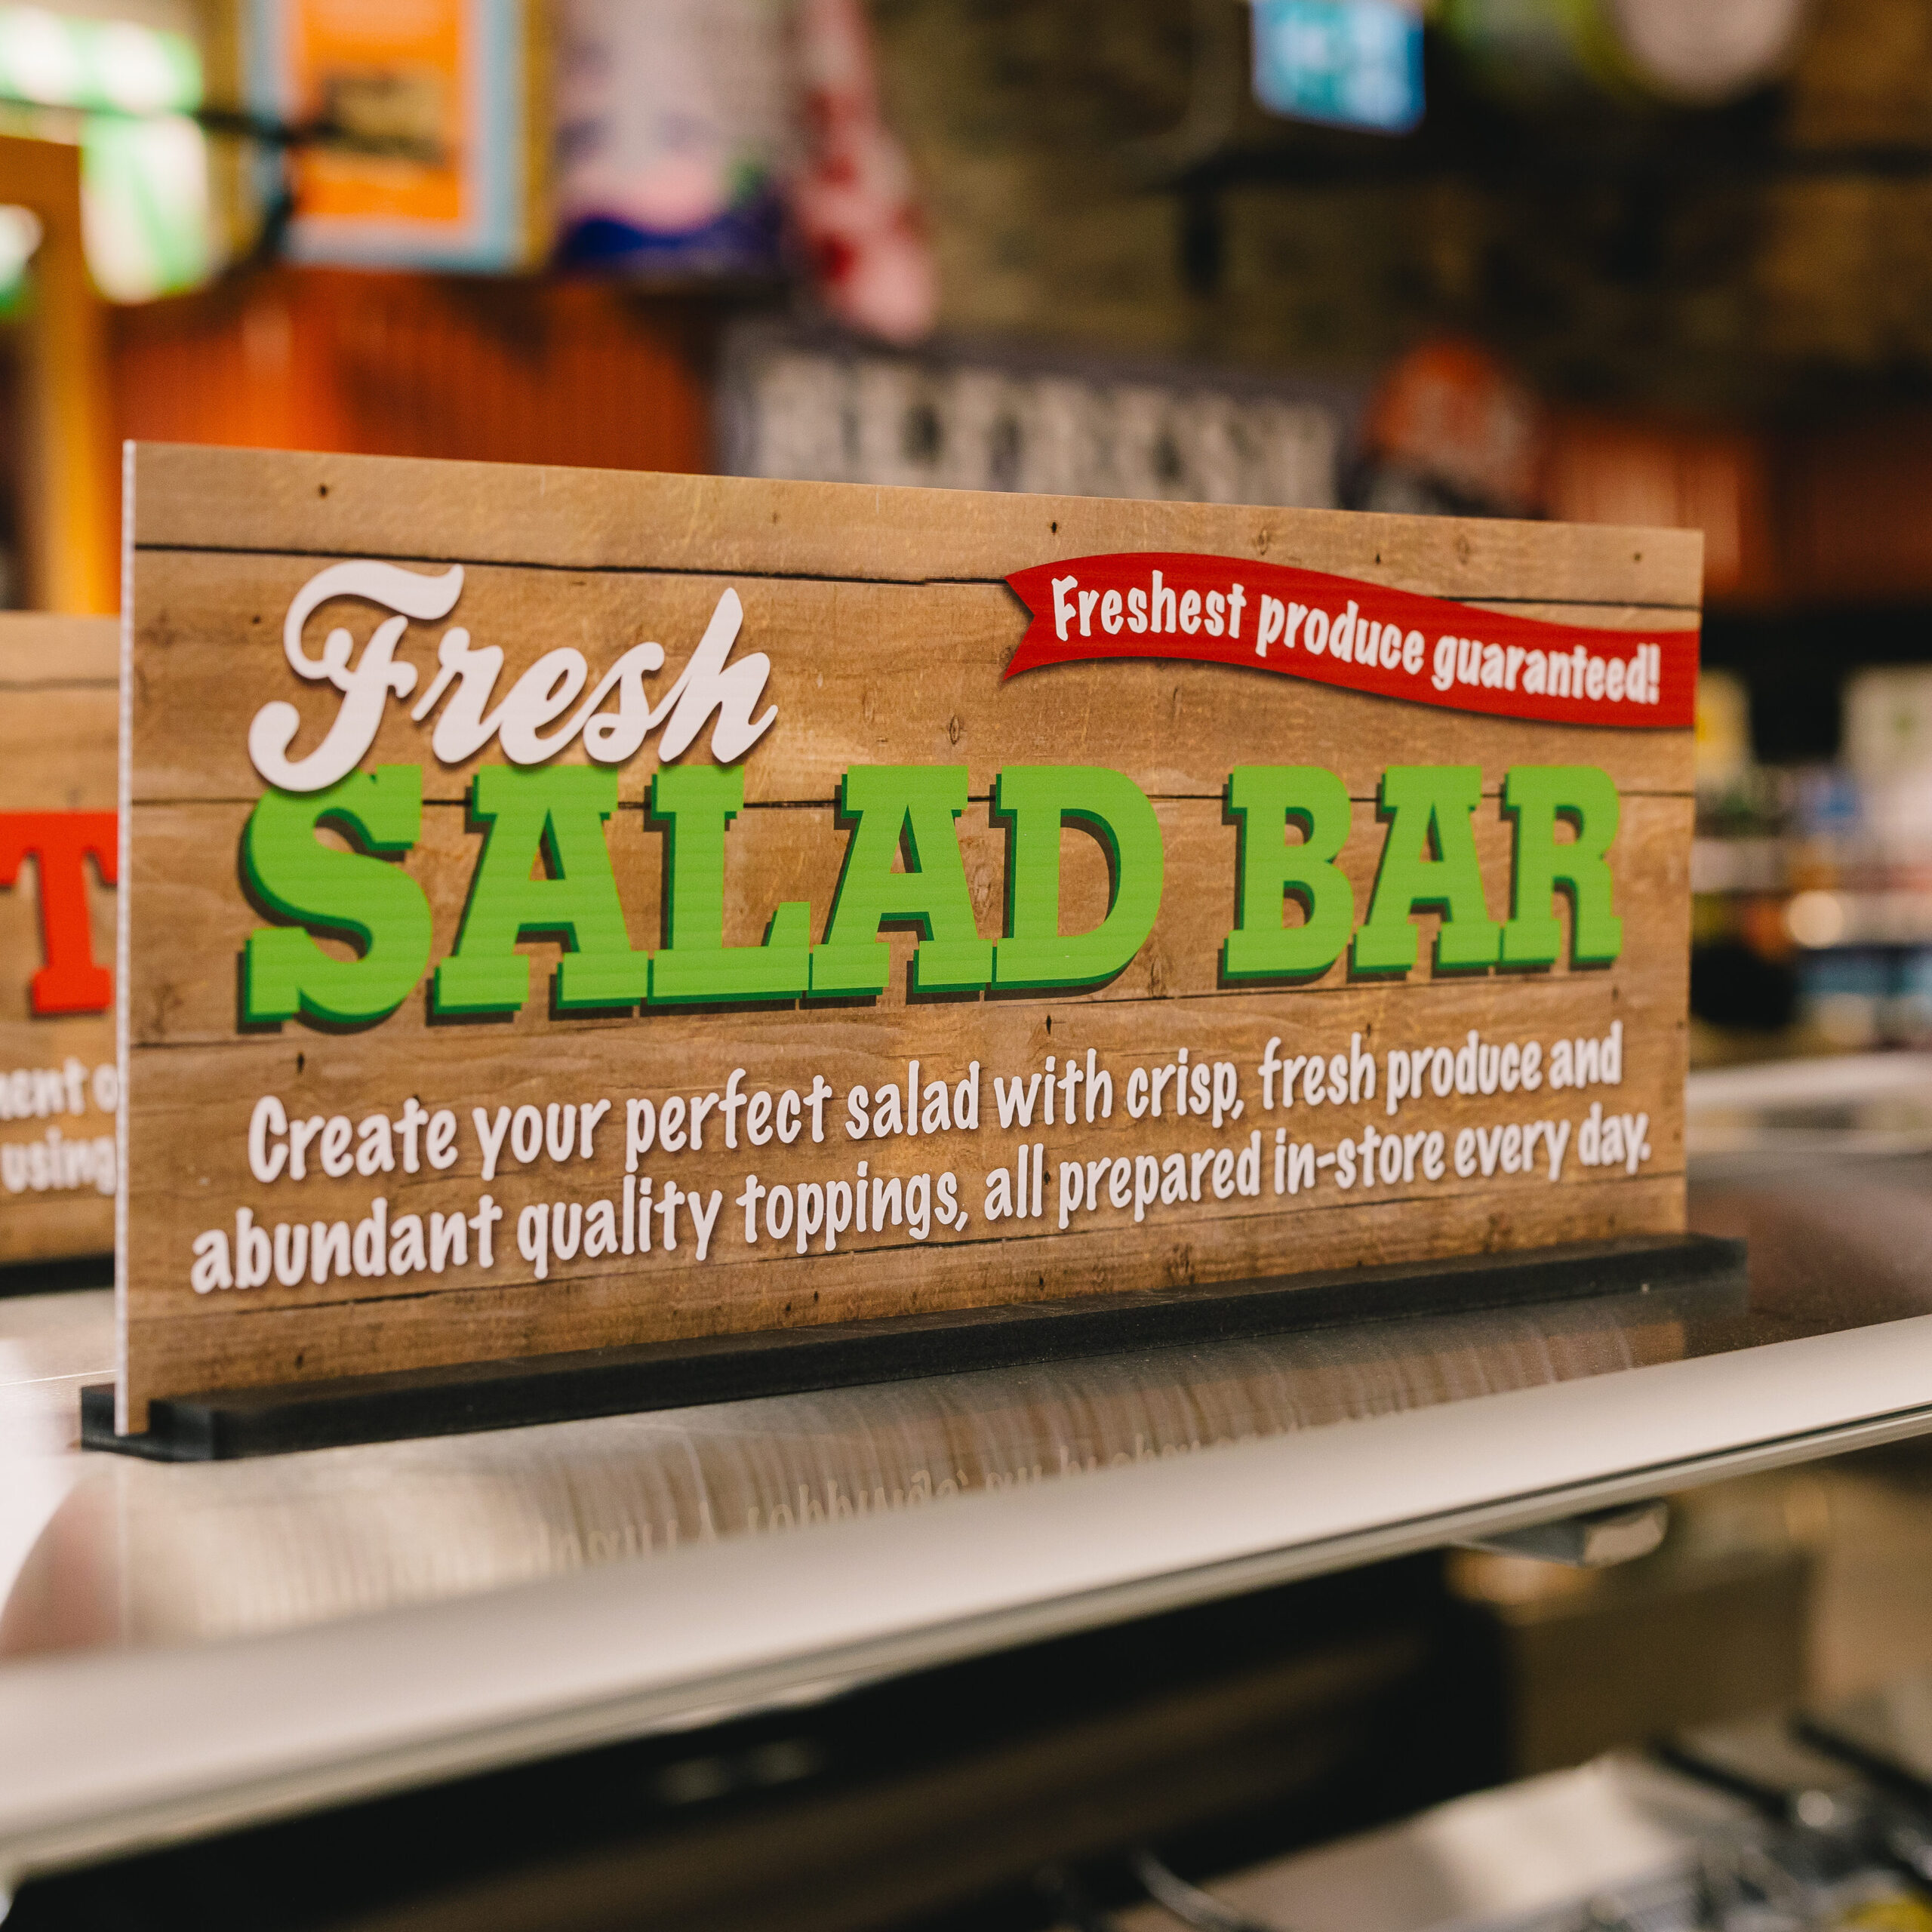 Fresh
Freshest produce guaranteed!
SALAD BAR
Create your perfect salad with crisp, fresh produce and
abundant quality toppings, all prepared in-store every day.
T
using